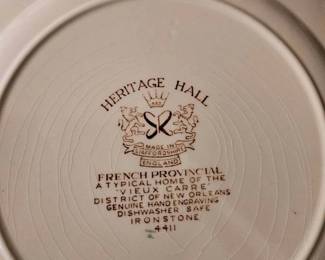 HERITAGE HALL
SR
MADE IN
STAFFORDSHIRE
ENGLAND
FRENCH PROVINCIAL
A TYPICAL HOME OF THE
"VIEUX CARRE"
DISTRICT OF NEW ORLEANS
GENUINE HAND ENGRAVING
DISHWASHER SAFE
IRONSTONE
4411